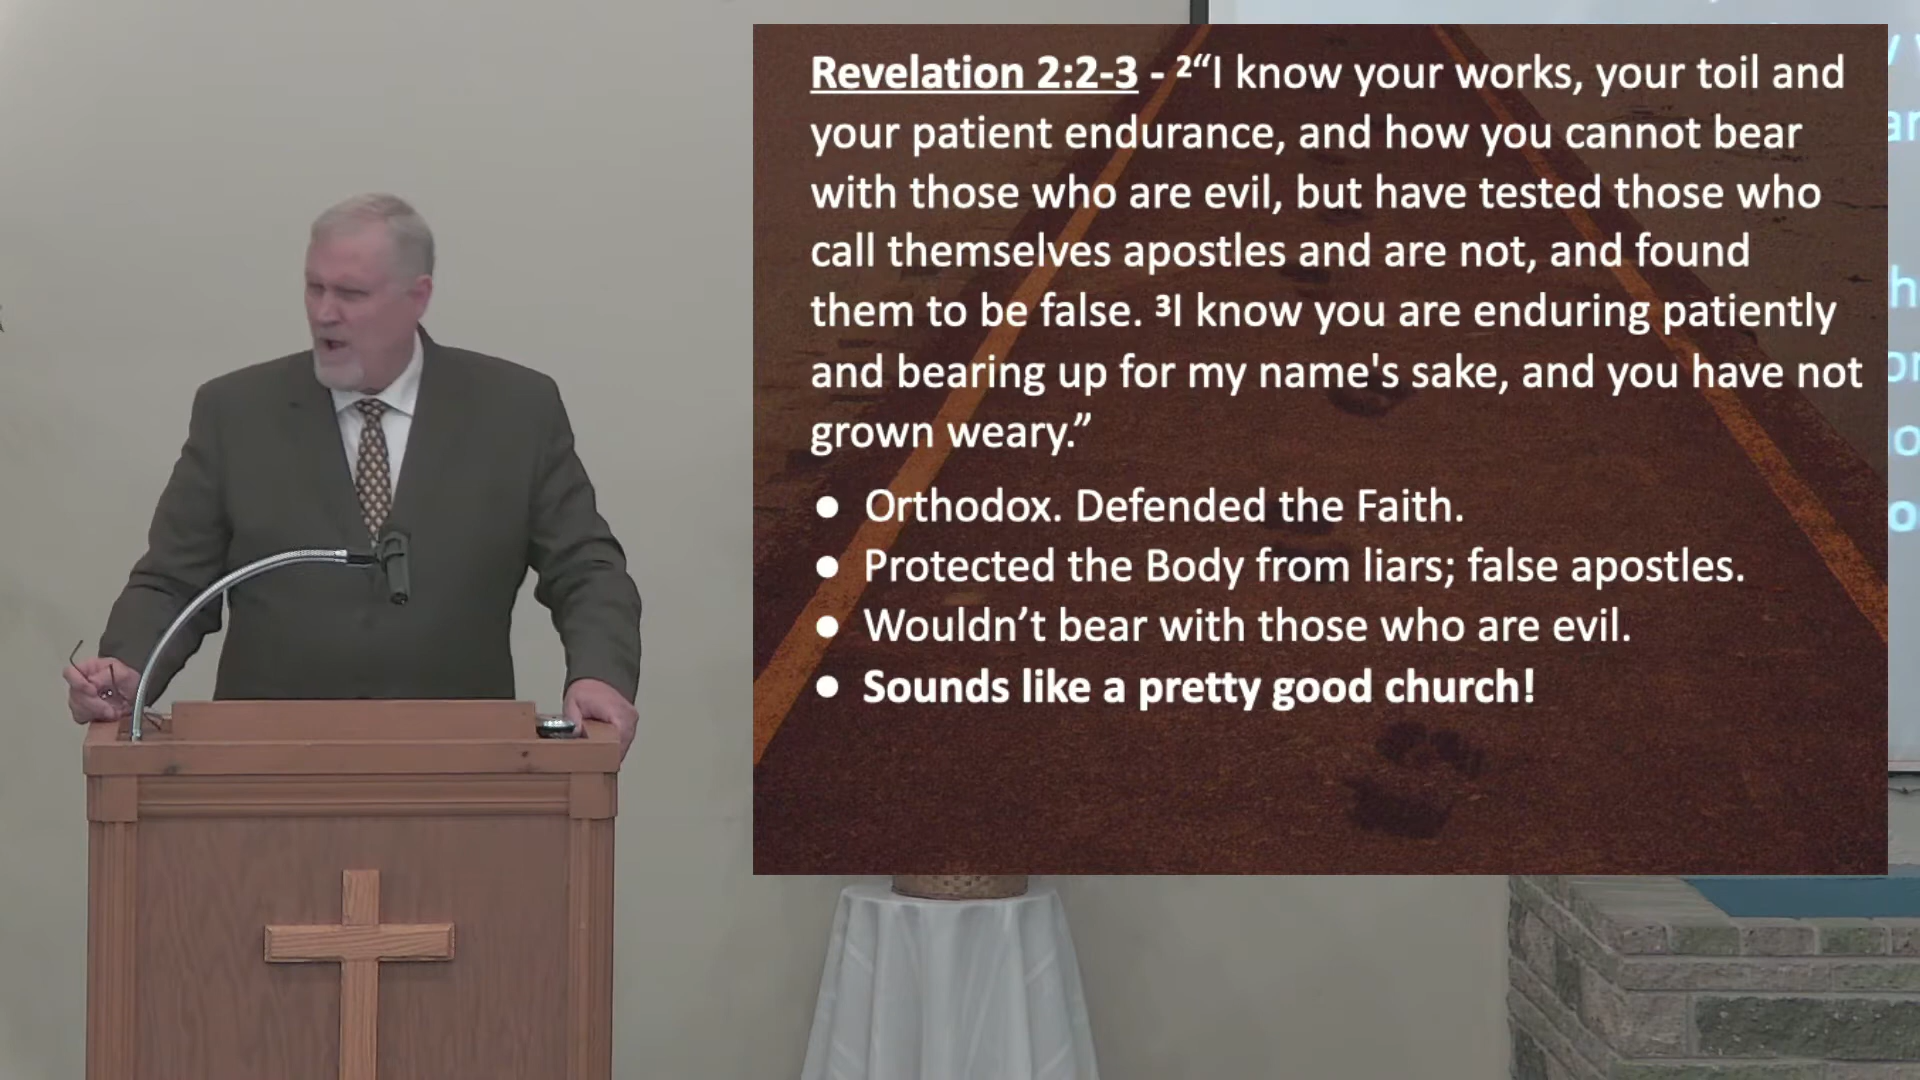 Revelation 2:2-3 - ²“I know your works, your toil and
your patient endurance, and how you cannot bear
with those who are evil, but have tested those who
call themselves apostles and are not, and found
them to be false. ³I know you are enduring patiently
and bearing up for my name's sake, and you have not
grown weary.”
● Orthodox. Defended the Faith.
● Protected the Body from liars; false apostles.
● Wouldn’t bear with those who are evil.
● Sounds like a pretty good church!